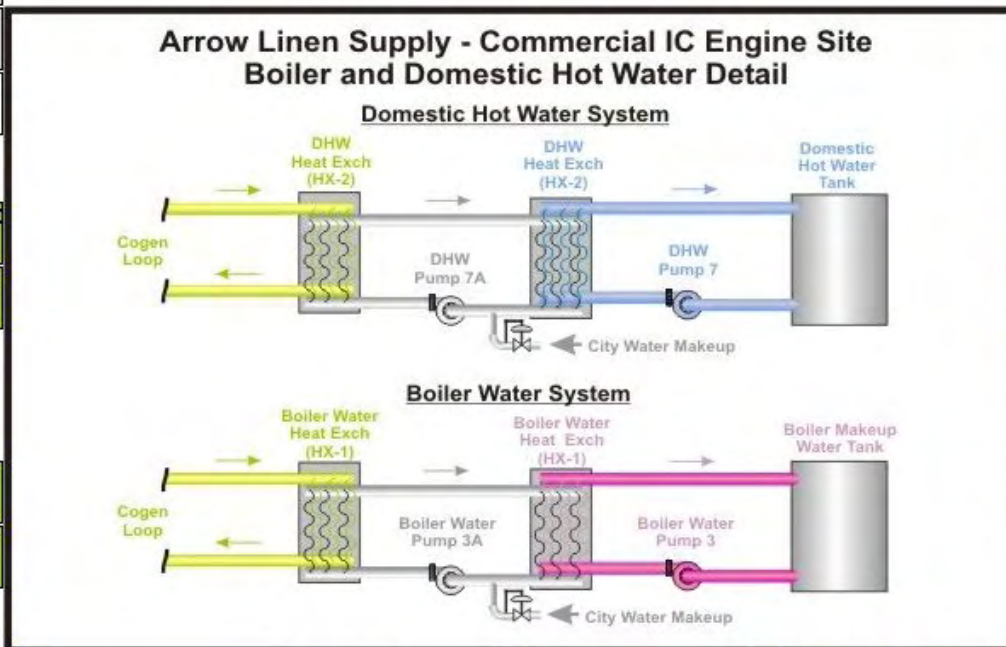 Arrow Linen Supply - Commercial IC Engine Site
Boiler and Domestic Hot Water Detail
Domestic Hot Water System
DHW
Heat Exch
(HX-2)
DHW
Heat Exch
(HX-2)
Domestic
Hot Water
Tank
Cogen
Loop
DHW
Pump 7A
DHW
Pump 7
City Water Makeup
Boiler Water System
Boiler Water
Heat Exch
(HX-1)
Boiler Water
Heat Exch
(HX-1)
Boiler Makeup
Water Tank
Cogen
Loop
Boiler Water
Pump 3A
Boiler Water
Pump 3
City Water Makeup